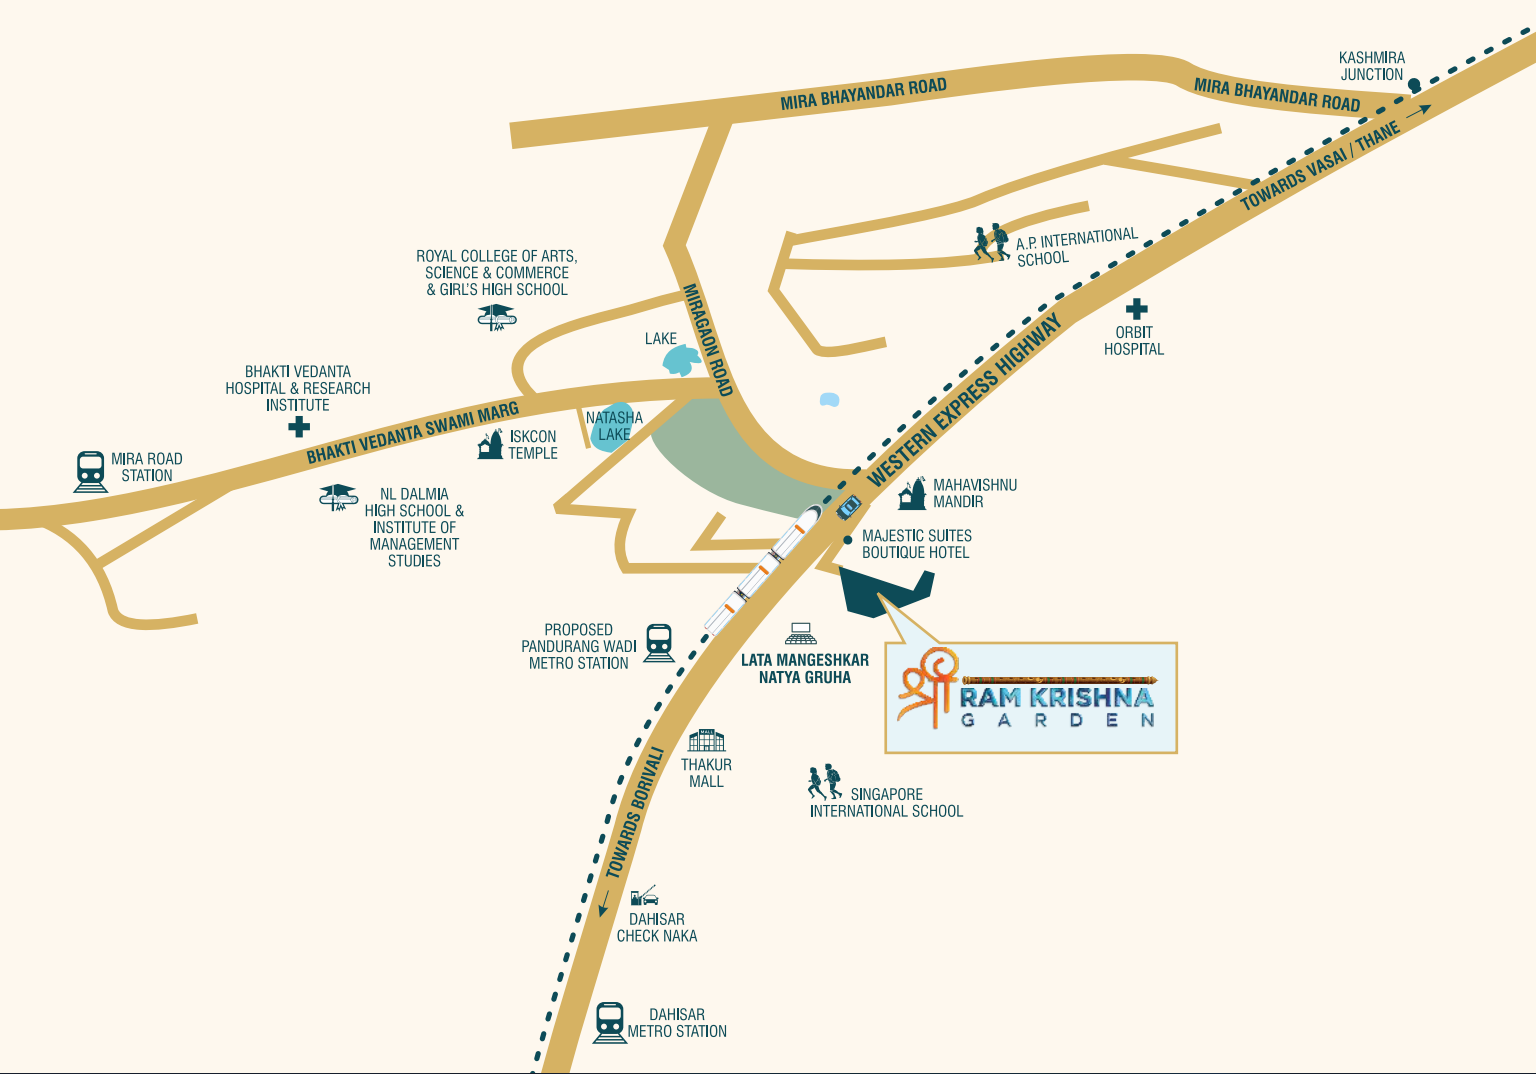 KASHMIRA
JUNCTION
MIRA BHAYANDAR ROAD
MIRA BHAYANDAR ROAD
TOWARDS VASAI / THANE
A.P. INTERNATIONAL
SCHOOL
ROYAL COLLEGE OF ARTS,
SCIENCE & COMMERCE
& GIRL'S HIGH SCHOOL
MIRAGAON ROAD
LAKE
ORBIT
HOSPITAL
WESTERN EXPRESS HIGHWAY
BHAKTI VEDANTA
HOSPITAL & RESEARCH
INSTITUTE
BHAKTI VEDANTA SWAMI MARG
NATASHA
LAKE
ISKCON
TEMPLE
MIRA ROAD
STATION
NL DALMIA
HIGH SCHOOL &
INSTITUTE OF
MANAGEMENT
STUDIES
MAHAVISHNU
MANDIR
MAJESTIC SUITES
BOUTIQUE HOTEL
PROPOSED
PANDURANG WADI
METRO STATION
LATA MANGESHKAR
NATYA GRUHA
श्री
RAM KRISHNA
GARDEN
THAKUR
MALL
TOWARDS BORIVALI
SINGAPORE
INTERNATIONAL SCHOOL
DAHISAR
CHECK NAKA
DAHISAR
METRO STATION